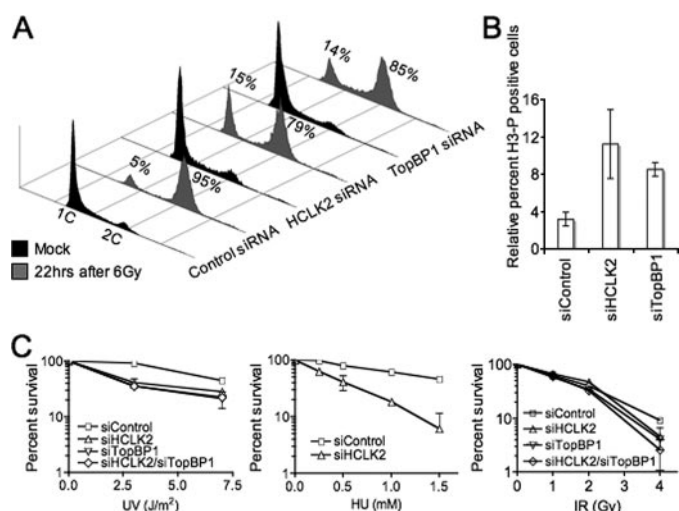 A
5%
95%
15%
79%
14%
85%
1C
2C
Control siRNA
HCLK2 siRNA
TopBP1 siRNA
Mock
22hrs after 6Gy
B
Relative percent H3-P positive cells
16
12
8
4
0
siControl
siHCLK2
siTopBP1
C
Percent survival
100
10
1
0.0
2.5
5.0
7.5
UV (J/m²)
siControl
siHCLK2
siTopBP1
siHCLK2/siTopBP1
Percent survival
100
10
1
0.0
0.5
1.0
1.5
HU (mM)
siControl
siHCLK2
Percent survival
100
10
1
0
1
2
3
4
IR (Gy)
siControl
siHCLK2
siTopBP1
siHCLK2/siTopBP1